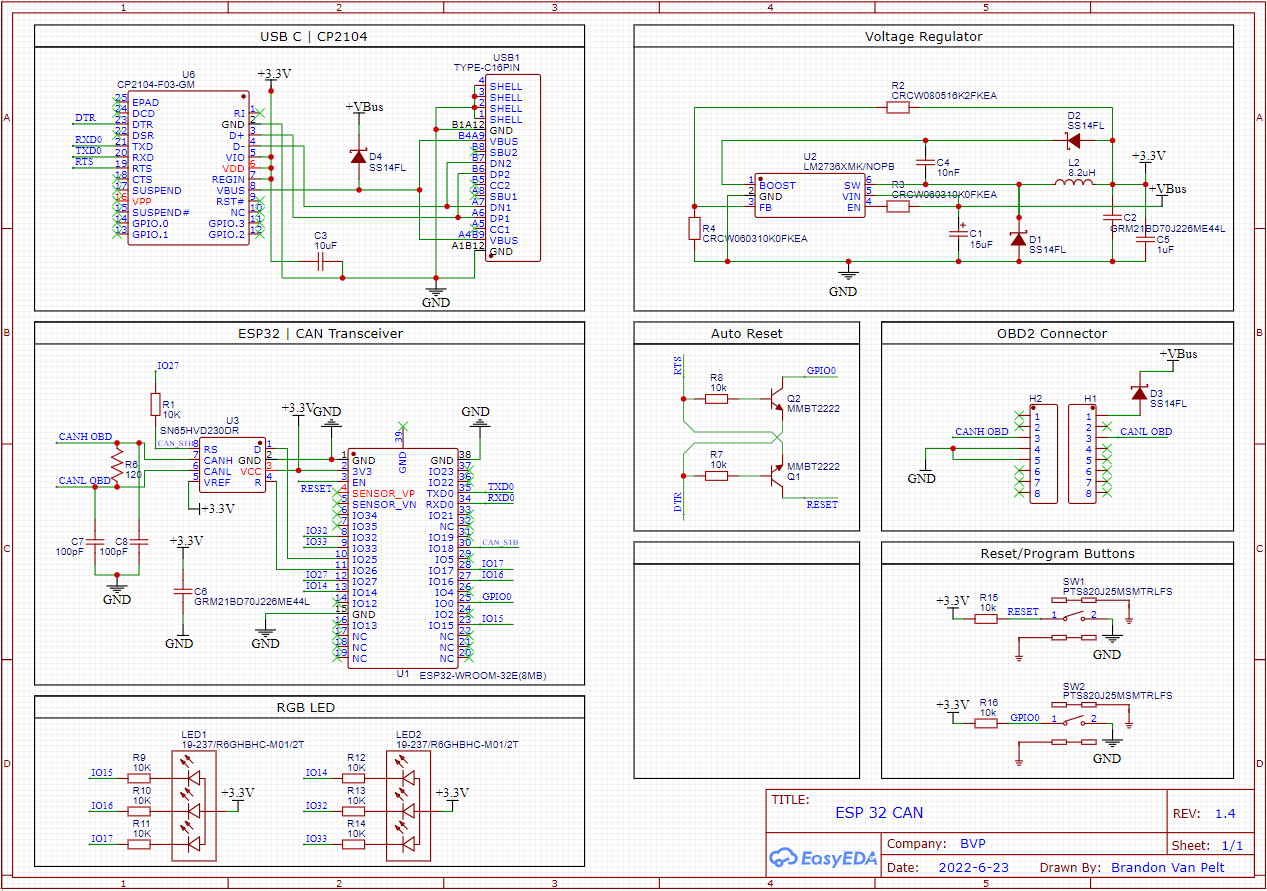 1 2 3 4 5
A
B
C
D
USB C | CP2104
U6
CP2104-F03-GM
+3.3V
USB1
TYPE-C16PIN
+VBus
DTR
RXD0
TXD0
RTS
25 EPAD
24 DCD
23 DTR
22 DSR
21 TXD
20 RXD
19 RTS
18 CTS
17 SUSPEND
16 VPP
15 SUSPEND#
14 GPIO.0
13 GPIO.1
RI 1
GND 2
D+ 3
D- 4
VIO 5
VDD 6
REGIN 7
VBUS 8
RST# 9
NC 10
GPIO.3 11
GPIO.2 12
D4
SS14FL
C3
10uF
4 SHELL
3 SHELL
2 SHELL
1 SHELL
B1A12 GND
B4A9 VBUS
B8 SBU2
B7 DN2
B6 DP2
B5 CC2
A8 SBU1
A7 DN1
A6 DP1
A5 CC1
A4B9 VBUS
A1B12 GND
GND
Voltage Regulator
R2
CRCW080516K2FKEA
D2
SS14FL
U2
LM2736XMK/NOPB
C4
10nF
L2
8.2uH
+3.3V
+VBus
1 BOOST
2 GND
3 FB
SW 6
VIN 5
EN 4
R3
CRCW060310K0FKEA
R4
CRCW060310K0FKEA
C1
15uF
D1
SS14FL
C2
GRM21BD70J226ME44L
C5
1uF
GND
ESP32 | CAN Transceiver
IO27
R1
10K
U3
SN65HVD230DR
+3.3V
GND
GND
CANH OBD
CAN_STB
CANL OBD
R6
120
8 RS
7 CANH
6 CANL
5 VREF
D 1
GND 2
VCC 3
R 4
+3.3V
C7
100pF
C8
100pF
GND
+3.3V
C6
GRM21BD70J226ME44L
GND
GND
RESET
IO32
IO33
IO27
IO14
39
GND
1 GND
2 3V3
3 EN
4 SENSOR_VP
5 SENSOR_VN
6 IO34
7 IO35
8 IO32
9 IO33
10 IO25
11 IO26
12 IO27
13 IO14
14 IO12
15 GND
16 IO13
17 NC
18 NC
19 NC
GND 38
IO23 37
IO22 36
TXD0 35
RXD0 34
IO21 33
NC 32
IO19 31
IO18 30
IO5 29
IO17 28
IO16 27
IO4 26
IO0 25
IO2 24
IO15 23
NC 22
NC 21
NC 20
TXD0
RXD0
CAN_STB
IO17
IO16
GPIO0
IO15
U1
ESP32-WROOM-32E(8MB)
Auto Reset
RTS
R8
10k
GPIO0
Q2
MMBT2222
R7
10k
MMBT2222
Q1
DTR
RESET
OBD2 Connector
+VBus
D3
SS14FL
H2
H1
CANH OBD
CANL OBD
1
2
3
4
5
6
7
8
1
2
3
4
5
6
7
8
GND
Reset/Program Buttons
SW1
PTS820J25MSMTRLFS
+3.3V
R15
10k
RESET
1 2
GND
SW2
PTS820J25MSMTRLFS
+3.3V
R16
10k
GPIO0
1 2
GND
RGB LED
LED1
19-237/R6GHBHC-M01/2T
IO15
R9
10K
IO16
R10
10K
IO17
R11
10K
+3.3V
LED2
19-237/R6GHBHC-M01/2T
IO14
R12
10K
IO32
R13
10K
IO33
R14
10K
+3.3V
TITLE:
ESP 32 CAN
REV: 1.4
EasyEDA
Company: BVP
Sheet: 1/1
Date: 2022-6-23
Drawn By: Brandon Van Pelt
A
B
C
D
1 2 3 4 5